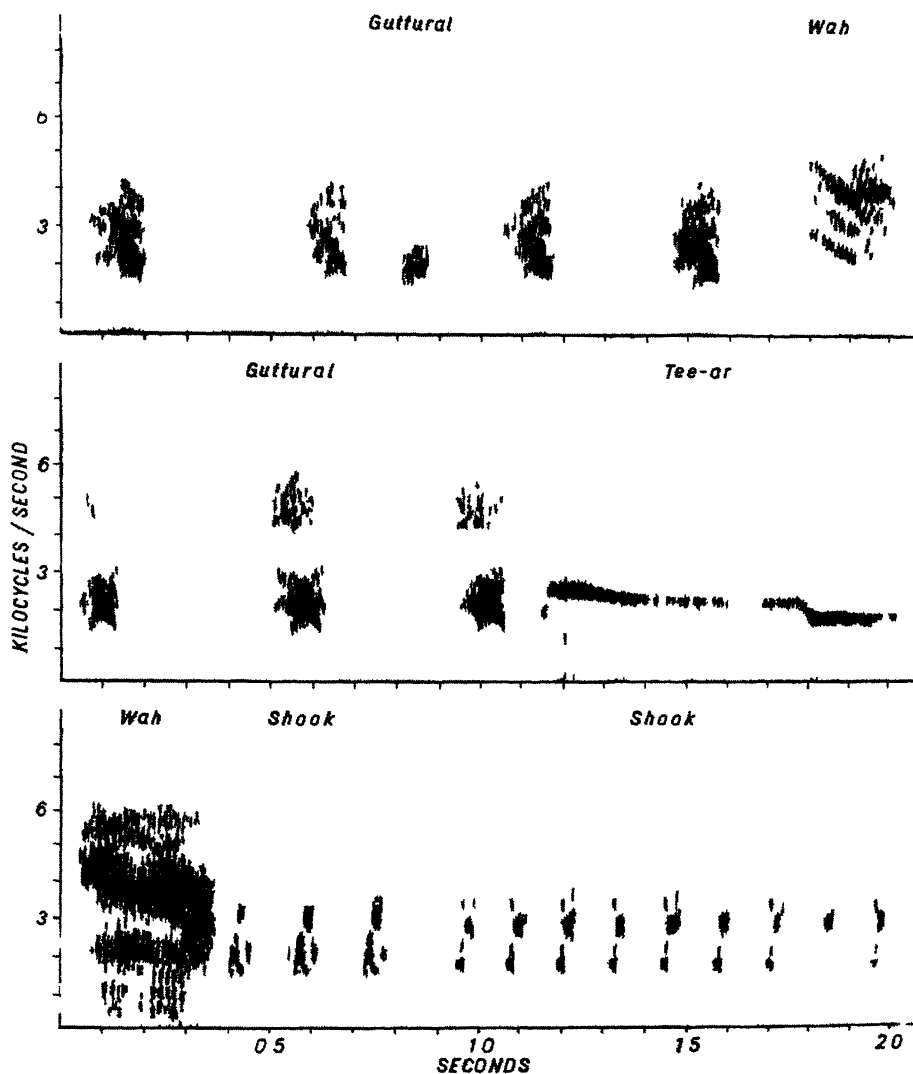 Guttural Wah
6
3
Guttural Tee-ar
6
3
KILOCYCLES / SECOND
Wah Shook Shook
6
3
05 10 15 20
SECONDS